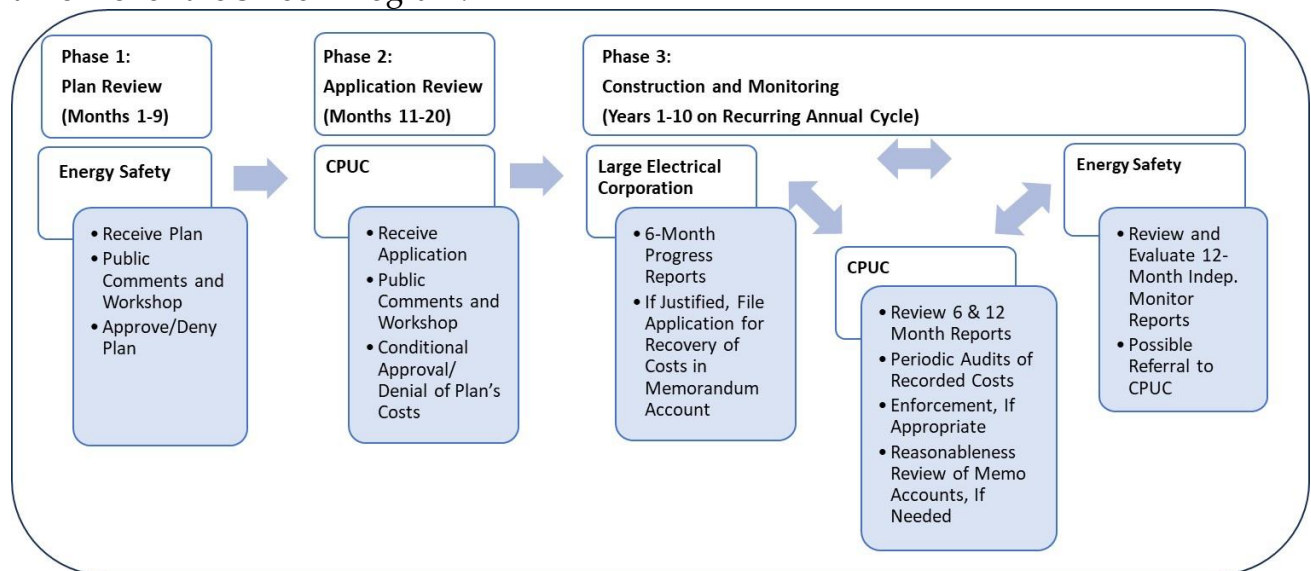 Phase 1:
Plan Review
(Months 1-9)
Phase 2:
Application Review
(Months 11-20)
Phase 3:
Construction and Monitoring
(Years 1-10 on Recurring Annual Cycle)
Energy Safety
• Receive Plan
• Public
Comments and
Workshop
• Approve/Deny
Plan
CPUC
• Receive
Application
• Public
Comments and
Workshop
• Conditional
Approval/
Denial of Plan's
Costs
Large Electrical
Corporation
• 6-Month
Progress
Reports
• If Justified, File
Application for
Recovery of
Costs in
Memorandum
Account
CPUC
• Review 6 & 12
Month Reports
• Periodic Audits of
Recorded Costs
• Enforcement, If
Appropriate
• Reasonableness
Review of Memo
Accounts, If
Needed
Energy Safety
• Review and
Evaluate 12-
Month Indep.
Monitor
Reports
• Possible
Referral to
CPUC